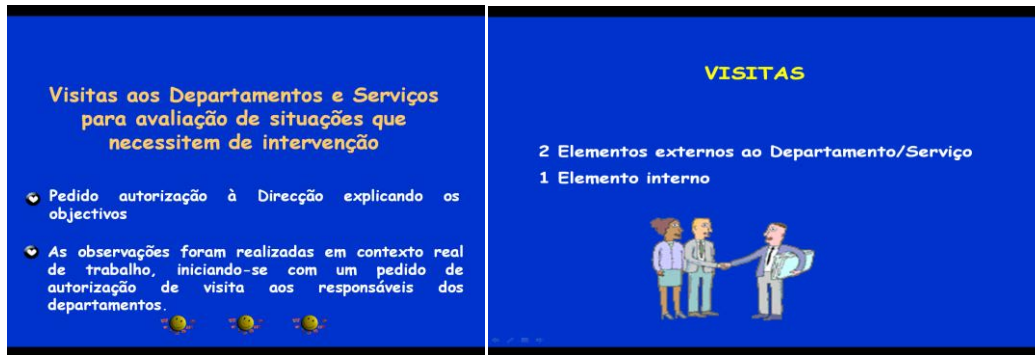 Visitas aos Departamentos e Serviços
para avaliação de situações que
necessitem de intervenção
Pedido autorização à Direcção explicando os
objectivos
As observações foram realizadas em contexto real
de trabalho, iniciando-se com um pedido de
autorização de visita aos responsáveis dos
departamentos.
VISITAS
2 Elementos externos ao Departamento/Serviço
1 Elemento interno